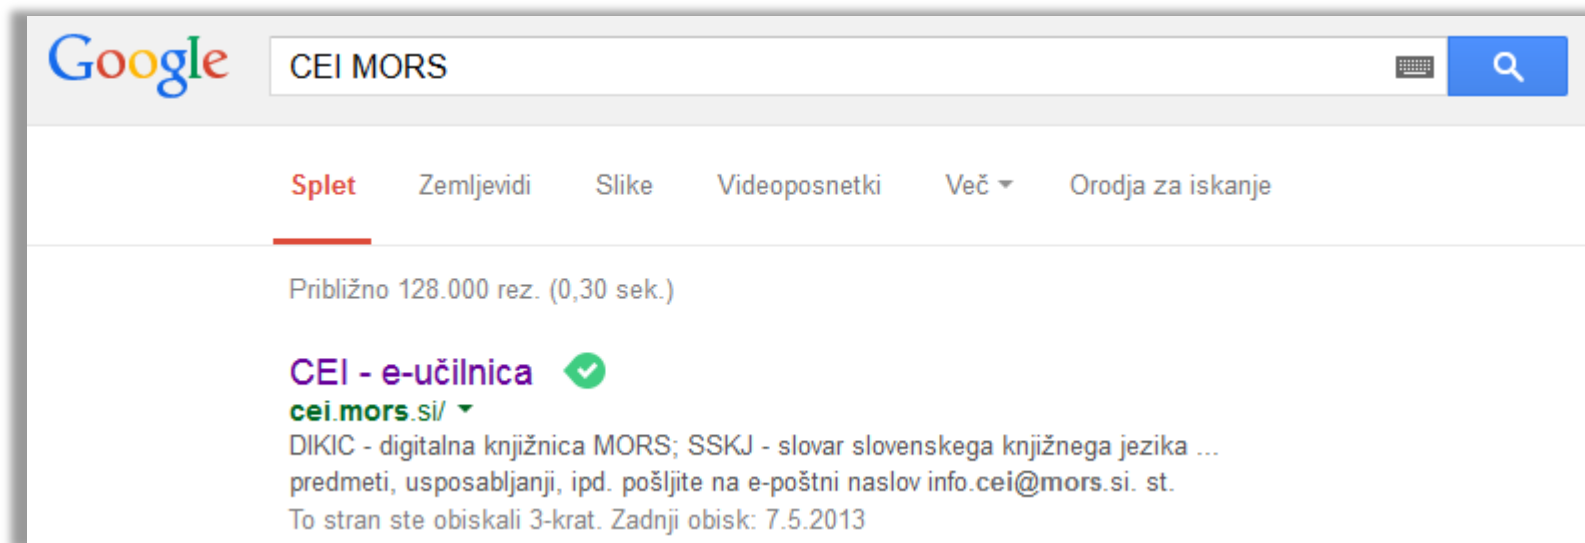 Google CEI MORS
Splet Zemljevidi Slike Videoposnetki Več Orodja za iskanje
Približno 128.000 rez. (0,30 sek.)
CEI - e-učilnica
cei.mors.si/
DIKIC - digitalna knjižnica MORS; SSKJ - slovar slovenskega knjižnega jezika ...
predmeti, usposabljanji, ipd. pošljite na e-poštni naslov info.cei@mors.si. st.
To stran ste obiskali 3-krat. Zadnji obisk: 7.5.2013